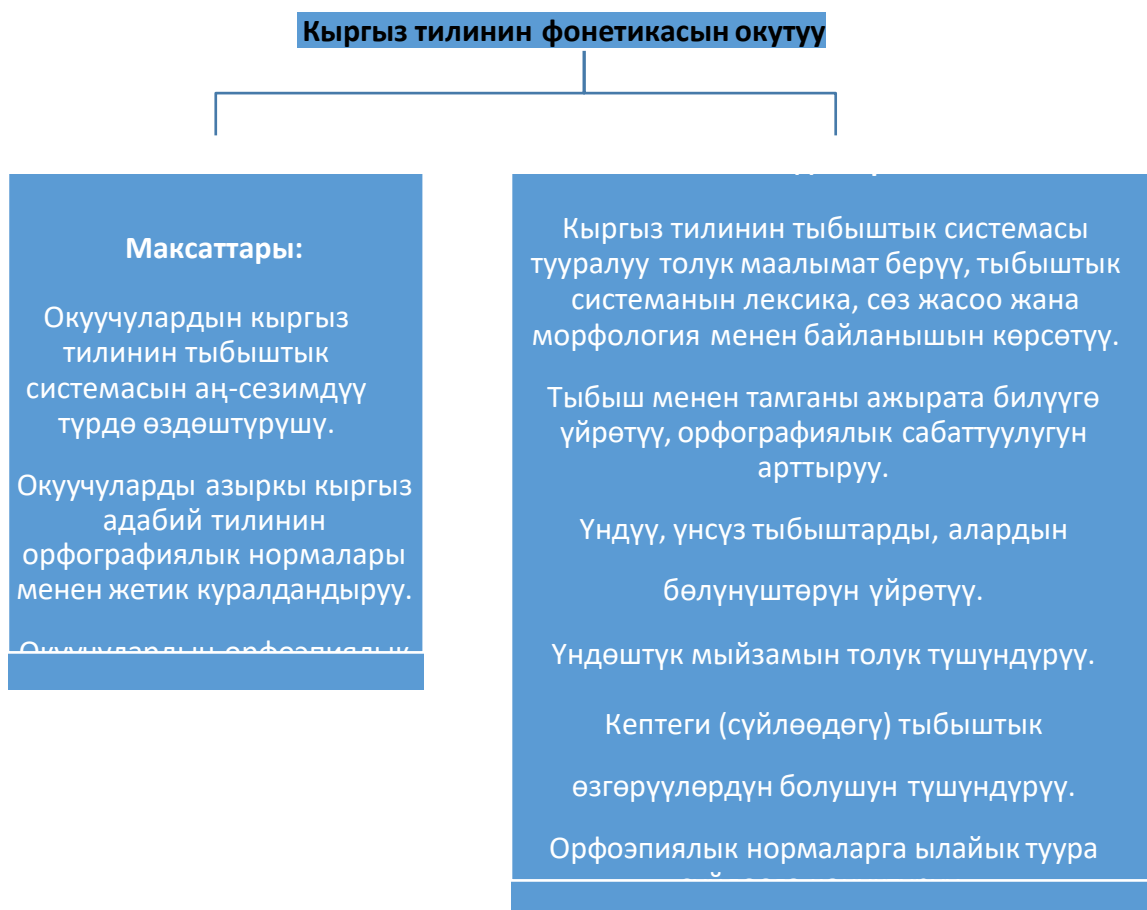 Кыргыз тилинин фонетикасын окутуу
Максаттары:
Окуучулардын кыргыз
тилинин тыбыштык
системасын аң-сезимдүү
түрдө өздөштүрүшү.
Окуучуларды азыркы кыргыз
адабий тилинин
орфографиялык нормалары
менен жетик куралдандыруу.
Окуучулардын орфоэпиялык
Кыргыз тилинин тыбыштык системасы
тууралуу толук маалымат берүү, тыбыштык
системанын лексика, сөз жасоо жана
морфология менен байланышын көрсөтүү.
Тыбыш менен тамганы ажырата билүүгө
үйрөтүү, орфографиялык сабаттуулугун
арттыруу.
Үндүү, үнсүз тыбыштарды, алардын
бөлүнүштөрүн үйрөтүү.
Үндөштүк мыйзамын толук түшүндүрүү.
Кептеги (сүйлөөдөгү) тыбыштык
өзгөрүүлөрдүн болушун түшүндүрүү.
Орфоэпиялык нормаларга ылайык туура